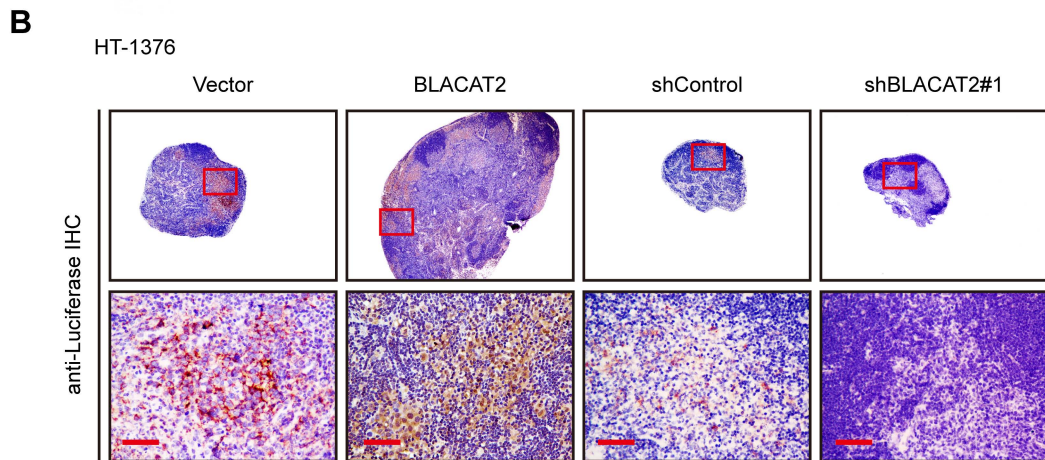 B
HT-1376
Vector
BLACAT2
shControl
shBLACAT2#1
anti-Luciferase IHC